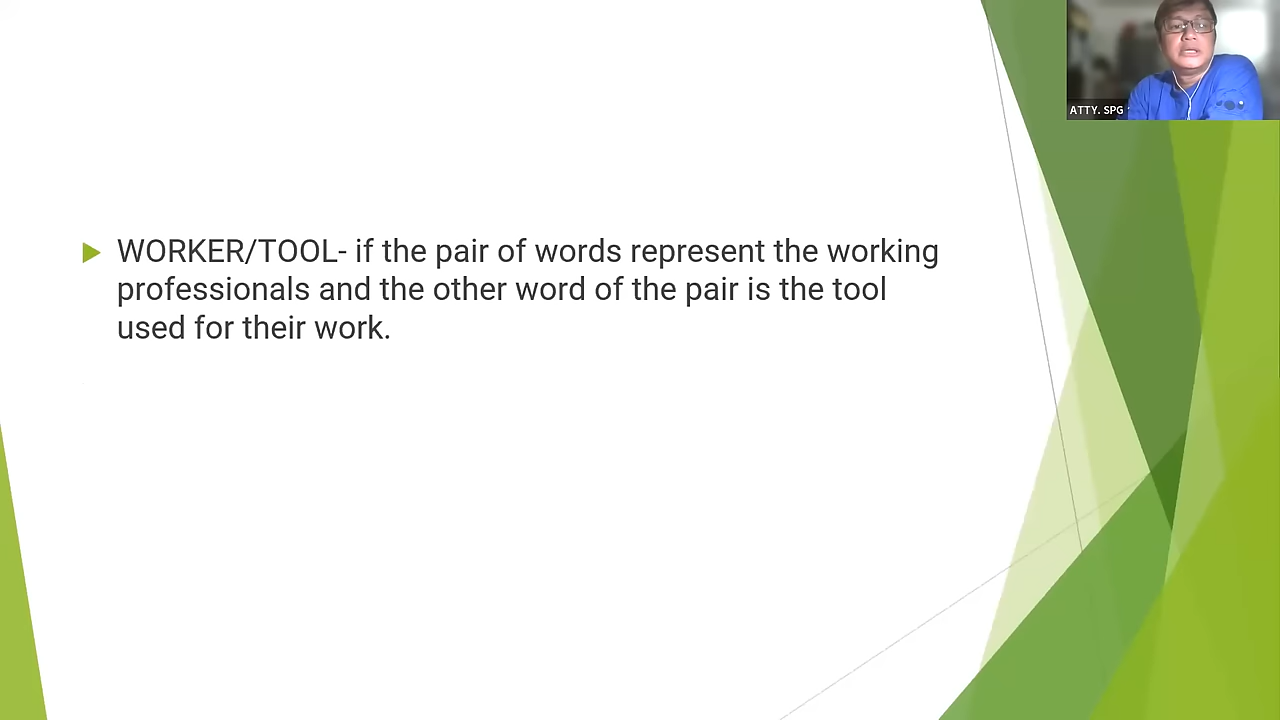 ATTY. SPG
WORKER/TOOL- if the pair of words represent the working
professionals and the other word of the pair is the tool
used for their work.